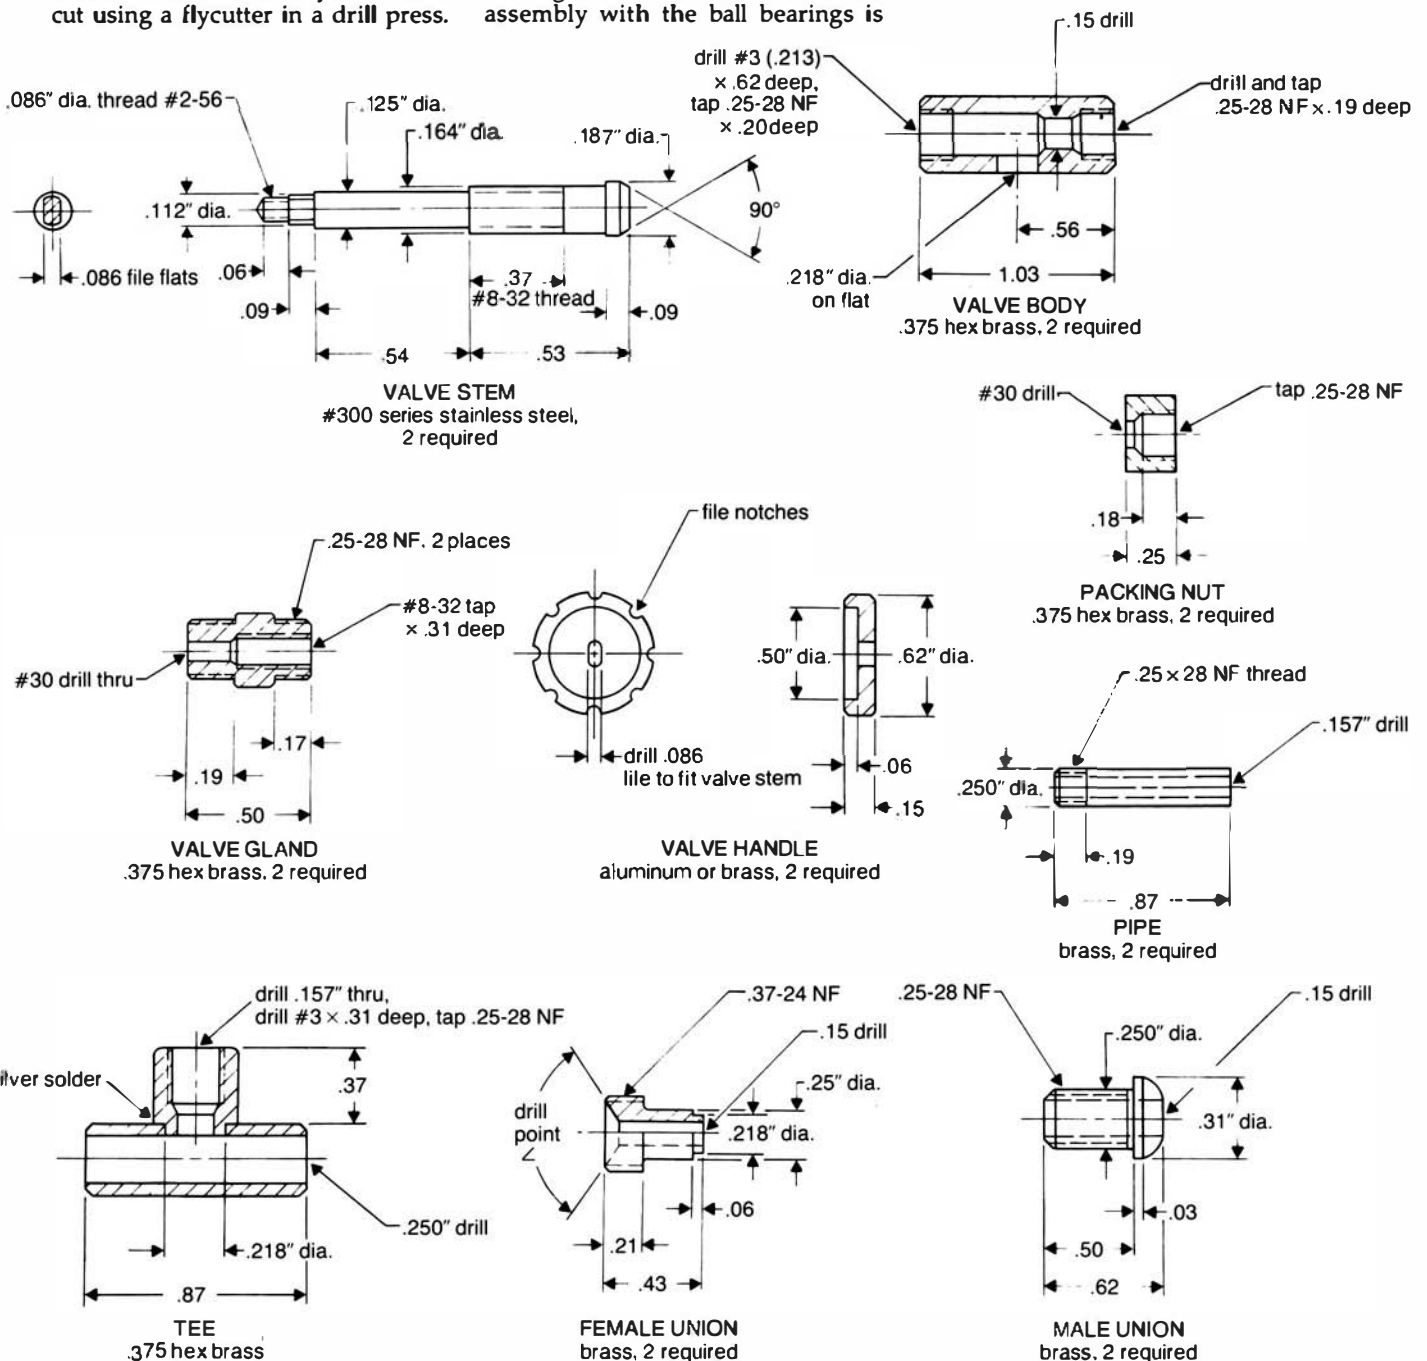 cut using a flycutter in a drill press.
assembly with the ball bearings is
.086" dia. thread #2-56
.125" dia.
.164" dia.
.187" dia.
.112" dia.
90°
.086 file flats
.06
.09
.37
#8-32 thread
.09
.54
.53
VALVE STEM
#300 series stainless steel,
2 required
.15 drill
drill #3 (.213)
× .62 deep,
tap .25-28 NF
× .20 deep
drill and tap
.25-28 NF × .19 deep
.56
.218" dia.
on flat
1.03
VALVE BODY
.375 hex brass, 2 required
#30 drill
tap .25-28 NF
.18
.25
PACKING NUT
.375 hex brass, 2 required
.25-28 NF. 2 places
#8-32 tap
× .31 deep
#30 drill thru
.17
.19
.50
VALVE GLAND
.375 hex brass. 2 required
file notches
.50" dia.
.62" dia.
drill .086
lile to fit valve stem
.06
.15
VALVE HANDLE
aluminum or brass, 2 required
.25 × 28 NF thread
.157" drill
.250" dia.
.19
.87
PIPE
brass, 2 required
drill .157" thru,
drill #3 × .31 deep, tap .25-28 NF
ilver solder
.37
.250" drill
.218" dia.
.87
TEE
.375 hex brass
.37-24 NF
.15 drill
.25" dia.
drill
point
∠
.218" dia.
.06
.21
.43
FEMALE UNION
brass, 2 required
.25-28 NF
.15 drill
.250" dia.
.31" dia.
.03
.50
.62
MALE UNION
brass, 2 required